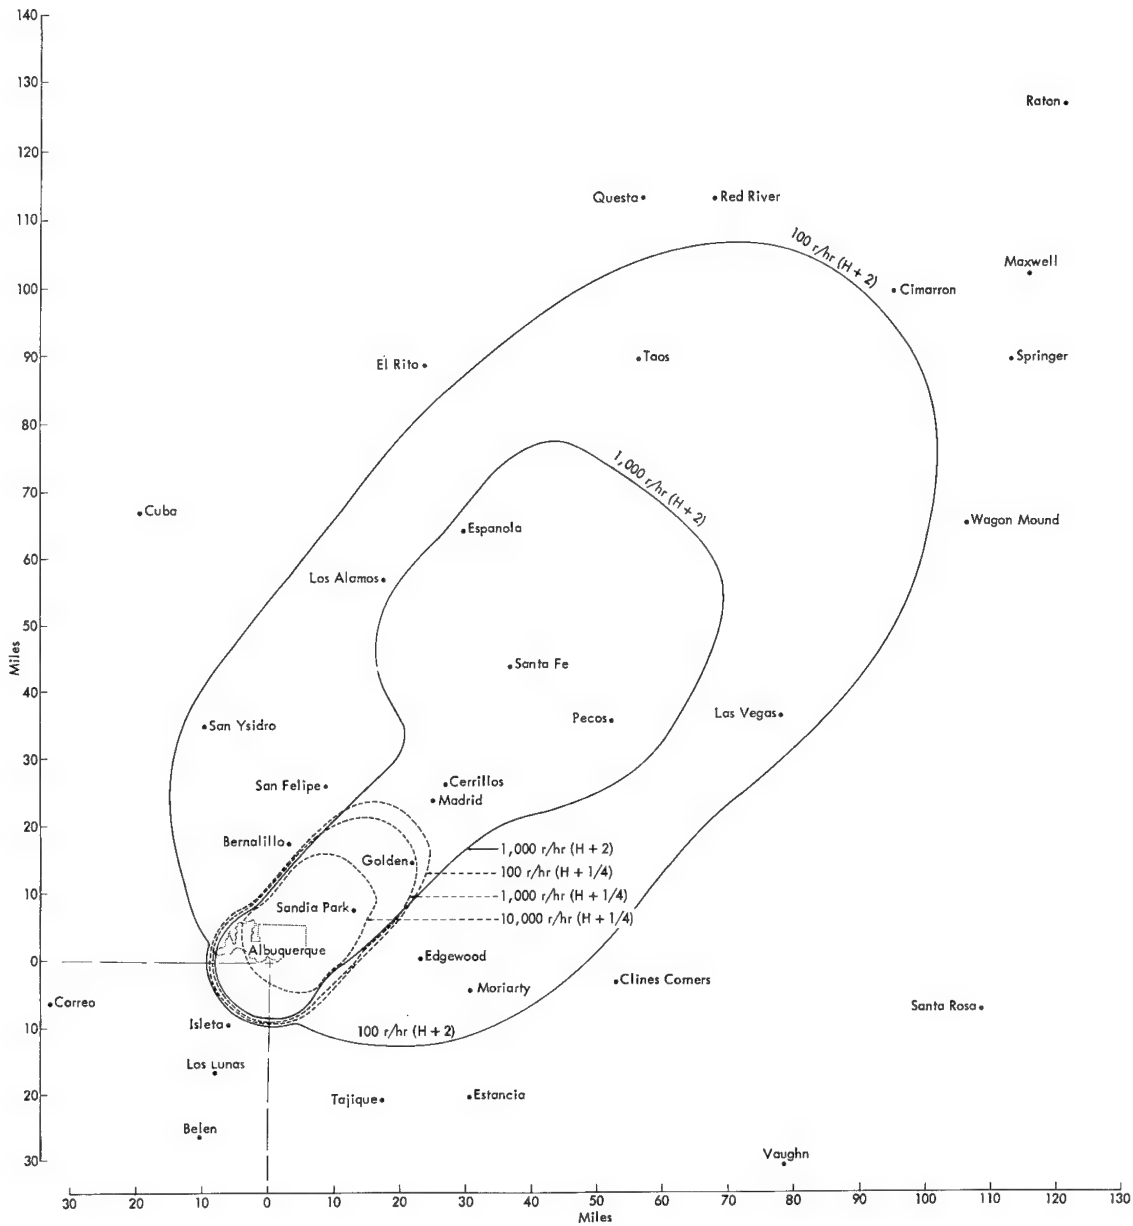 140
130
Raton
120
Questa
Red River
110
100 r/hr (H + 2)
Maxwell
100
Cimarron
90
El Rito
Taos
Springer
80
1,000 r/hr (H + 2)
70
Cuba
Espanola
Wagon Mound
60
Los Alamos
50
Miles
Santa Fe
40
San Ysidro
Pecos
Las Vegas
30
San Felipe
Cerrillos
Madrid
20
Bernalillo
Golden
1,000 r/hr (H + 2)
100 r/hr (H + 1/4)
1,000 r/hr (H + 1/4)
10
Sandia Park
10,000 r/hr (H + 1/4)
Albuquerque
0
Edgewood
Clines Corners
Moriarty
Correo
Santa Rosa
10
Isleta
100 r/hr (H + 2)
Los Lunas
20
Tajique
Estancia
Belen
30
Vaughn
30 20 10 0 10 20 30 40 50 60 70 80 90 100 110 120 130
Miles